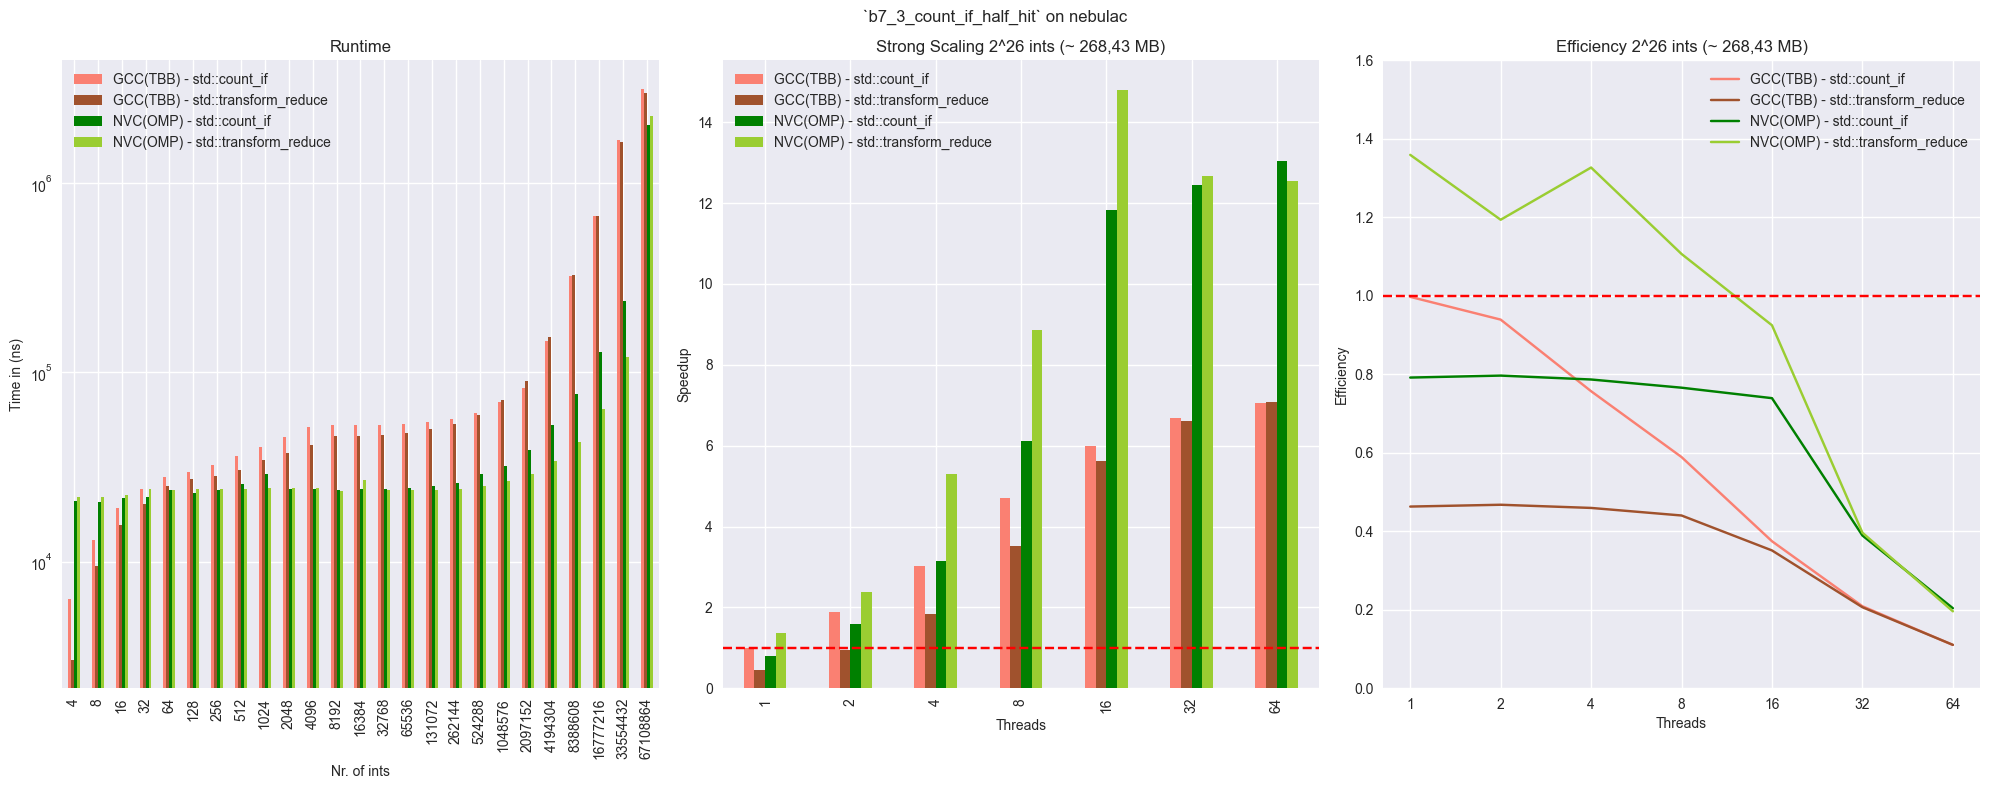 `b7_3_count_if_half_hit` on nebulac
Runtime
GCC(TBB) - std::count_if
GCC(TBB) - std::transform_reduce
NVC(OMP) - std::count_if
NVC(OMP) - std::transform_reduce
Time in (ns)
10^6
10^5
10^4
4 8 16 32 64 128 256 512 1024 2048 4096 8192 16384 32768 65536 131072 262144 524288 1048576 2097152 4194304 8388608 16777216 33554432 67108864
Nr. of ints
Strong Scaling 2^26 ints (~ 268,43 MB)
GCC(TBB) - std::count_if
GCC(TBB) - std::transform_reduce
NVC(OMP) - std::count_if
NVC(OMP) - std::transform_reduce
Speedup
14
12
10
8
6
4
2
0
1 2 4 8 16 32 64
Threads
Efficiency 2^26 ints (~ 268,43 MB)
GCC(TBB) - std::count_if
GCC(TBB) - std::transform_reduce
NVC(OMP) - std::count_if
NVC(OMP) - std::transform_reduce
Efficiency
1.6
1.4
1.2
1.0
0.8
0.6
0.4
0.2
0.0
1 2 4 8 16 32 64
Threads